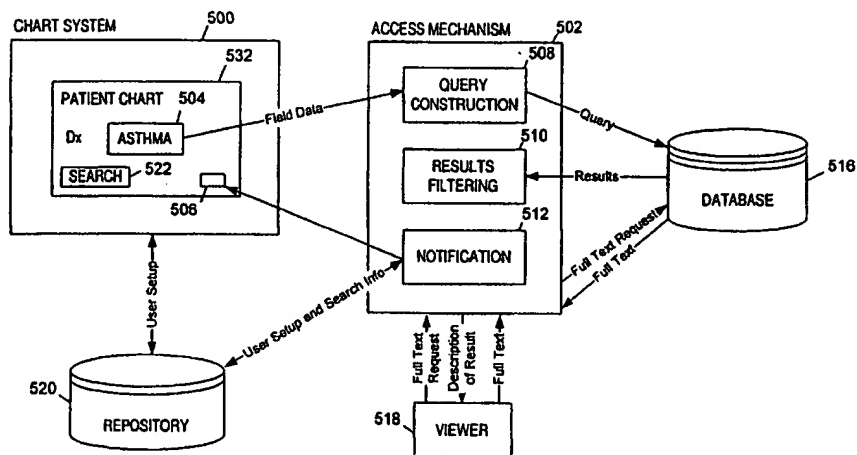 CHART SYSTEM
500
532
PATIENT CHART
504
Dx
ASTHMA
SEARCH
522
506
Field Data
ACCESS MECHANISM
502
508
QUERY
CONSTRUCTION
510
RESULTS
FILTERING
512
NOTIFICATION
Query
Results
DATABASE
516
Full Text Request
Full Text
User Setup
User Setup and Search Info
520
REPOSITORY
Full Text
Request
Description
of Result
Full Text
518
VIEWER